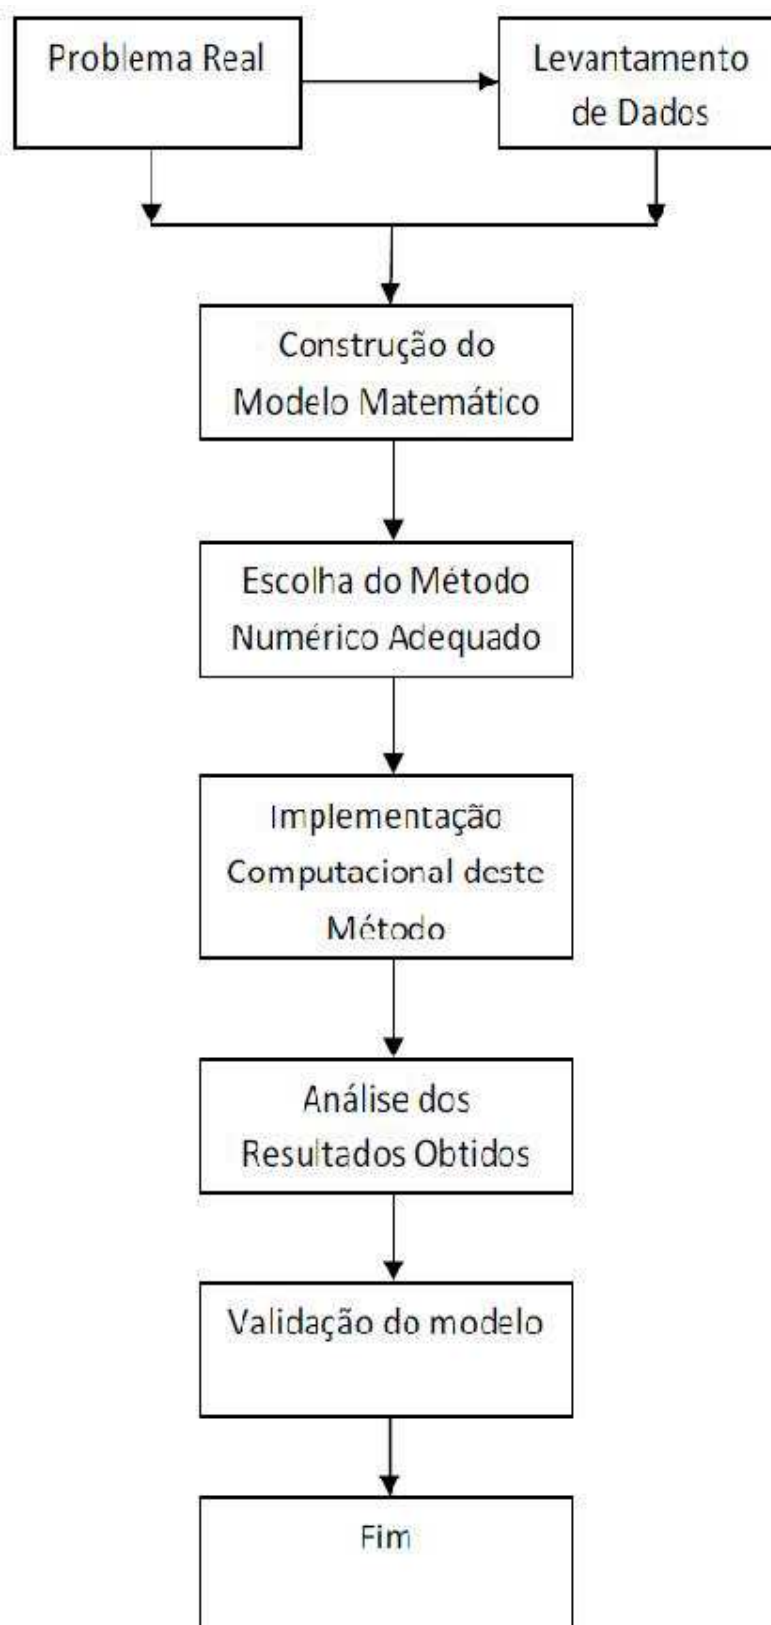 Problema Real
Levantamento
de Dados
Construção do
Modelo Matemático
Escolha do Método
Numérico Adequado
Implementação
Computacional deste
Método
Análise dos
Resultados Obtidos
Validação do modelo
Fim